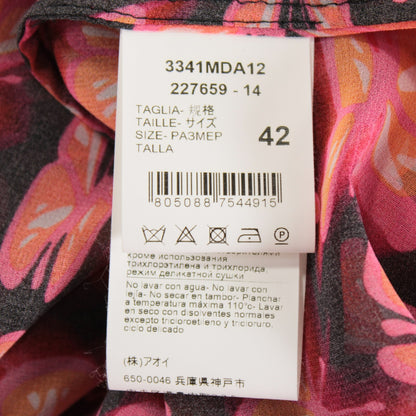 3341MDA12
227659 - 14
TAGLIA- 规格
TAILLE- サイズ
SIZE- РАЗМЕР
TALLA
42
805088 7544915
P
кроме использования
трихлорэтилена и трихлорида,
режим деликатной сушки
No lavar con agua- No lavar con
lejía- No secar en tambor- Planchar
a temperatura máxima 110°c- Lavar
en seco con disolventes normales
excepto tricloroetileno y tricloruro,
ciclo delicado
(株)アオイ
650-0046 兵庫県神戸市